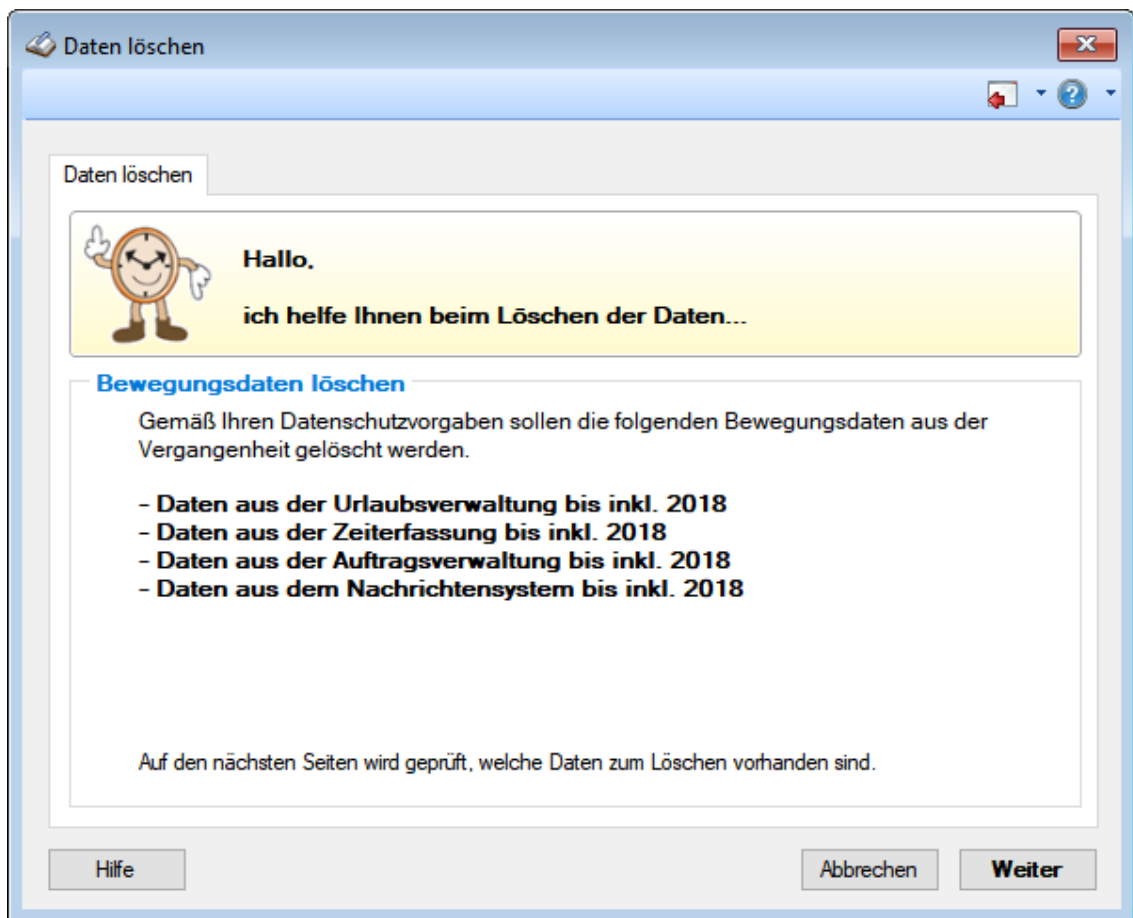 Daten löschen
Daten löschen
Hallo,
ich helfe Ihnen beim Löschen der Daten...
Bewegungsdaten löschen
Gemäß Ihren Datenschutzvorgaben sollen die folgenden Bewegungsdaten aus der
Vergangenheit gelöscht werden.
- Daten aus der Urlaubsverwaltung bis inkl. 2018
- Daten aus der Zeiterfassung bis inkl. 2018
- Daten aus der Auftragsverwaltung bis inkl. 2018
- Daten aus dem Nachrichtensystem bis inkl. 2018
Auf den nächsten Seiten wird geprüft, welche Daten zum Löschen vorhanden sind.
Hilfe Abbrechen Weiter